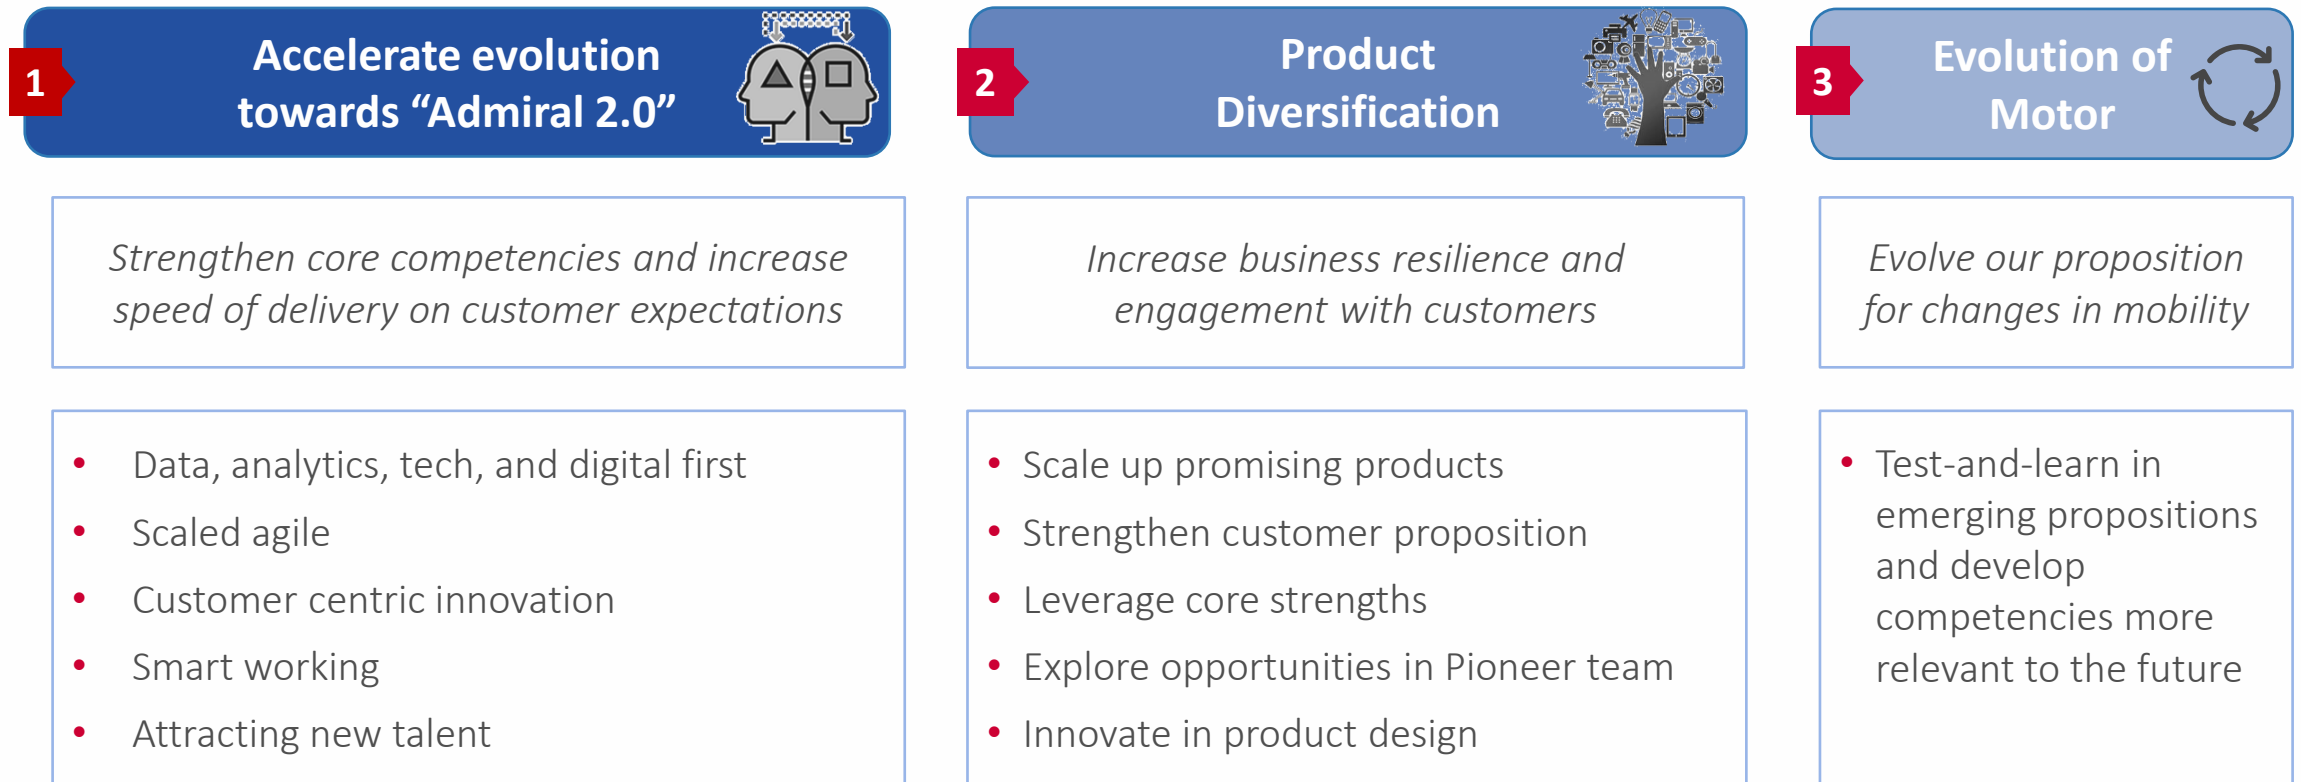 1
Accelerate evolution
towards “Admiral 2.0”
Strengthen core competencies and increase
speed of delivery on customer expectations
• Data, analytics, tech, and digital first
• Scaled agile
• Customer centric innovation
• Smart working
• Attracting new talent
2
Product
Diversification
Increase business resilience and
engagement with customers
• Scale up promising products
• Strengthen customer proposition
• Leverage core strengths
• Explore opportunities in Pioneer team
• Innovate in product design
3
Evolution of
Motor
Evolve our proposition
for changes in mobility
• Test-and-learn in
emerging propositions
and develop
competencies more
relevant to the future